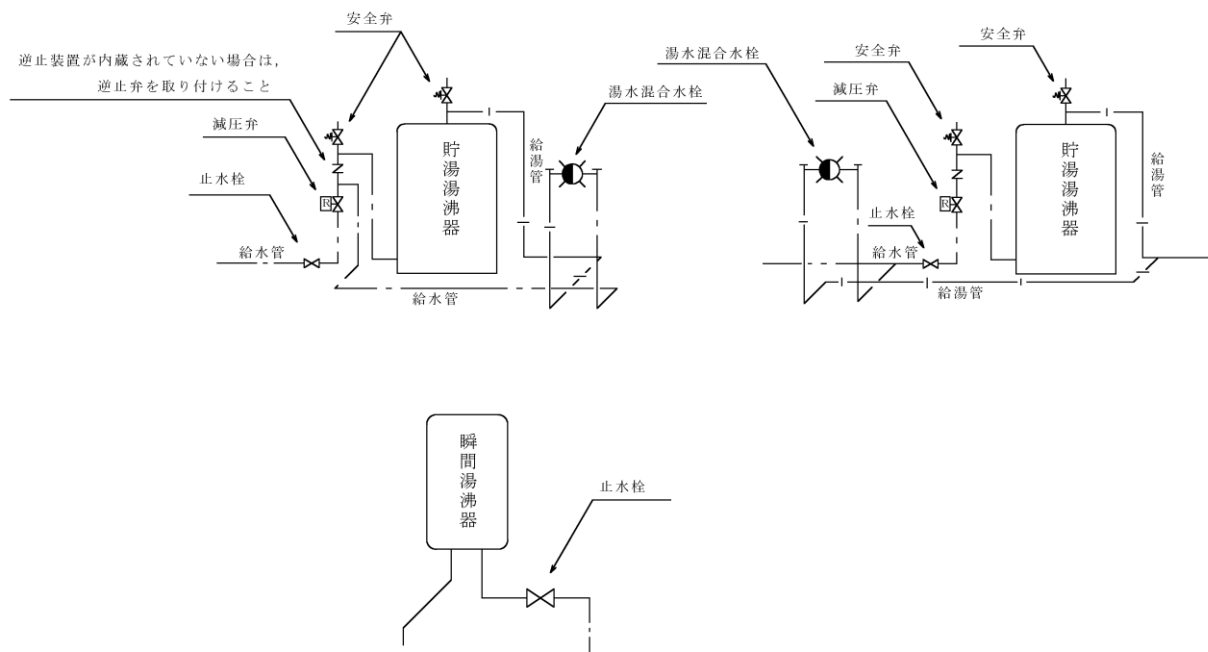 安全弁
逆止装置が内蔵されていない場合は,
逆止弁を取り付けること
湯水混合水栓
減圧弁
止水栓
給水管
貯湯湯沸器
給湯管
給水管
安全弁
湯水混合水栓
安全弁
減圧弁
止水栓
給水管
貯湯湯沸器
給湯管
給湯管
R
R
瞬間湯沸器
止水栓